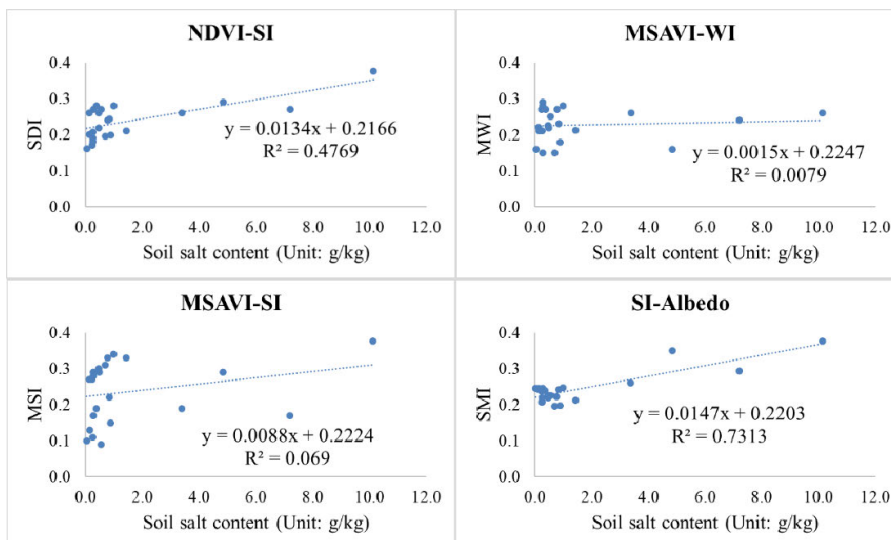 NDVI-SI
SDI
0.4
0.3
0.2
0.1
0.0
y = 0.0134x + 0.2166
R² = 0.4769
0.0 2.0 4.0 6.0 8.0 10.0 12.0
Soil salt content (Unit: g/kg)
MSAVI-WI
MWI
0.4
0.3
0.2
0.1
0.0
y = 0.0015x + 0.2247
R² = 0.0079
0.0 2.0 4.0 6.0 8.0 10.0 12.0
Soil salt content (Unit: g/kg)
MSAVI-SI
MSI
0.4
0.3
0.2
0.1
0.0
y = 0.0088x + 0.2224
R² = 0.069
0.0 2.0 4.0 6.0 8.0 10.0 12.0
Soil salt content (Unit: g/kg)
SI-Albedo
SMI
0.4
0.3
0.2
0.1
0.0
y = 0.0147x + 0.2203
R² = 0.7313
0.0 2.0 4.0 6.0 8.0 10.0 12.0
Soil salt content (Unit: g/kg)